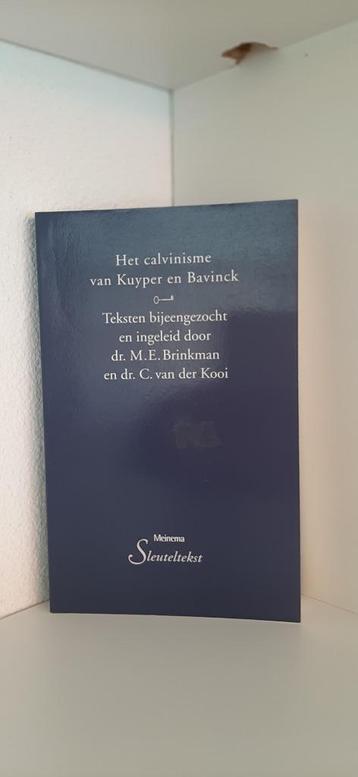 Het calvinisme
van Kuyper en Bavinck
Teksten bijeengezocht
en ingeleid door
dr. M.E. Brinkman
en dr. C. van der Kooi
Meinema
Sleuteltekst